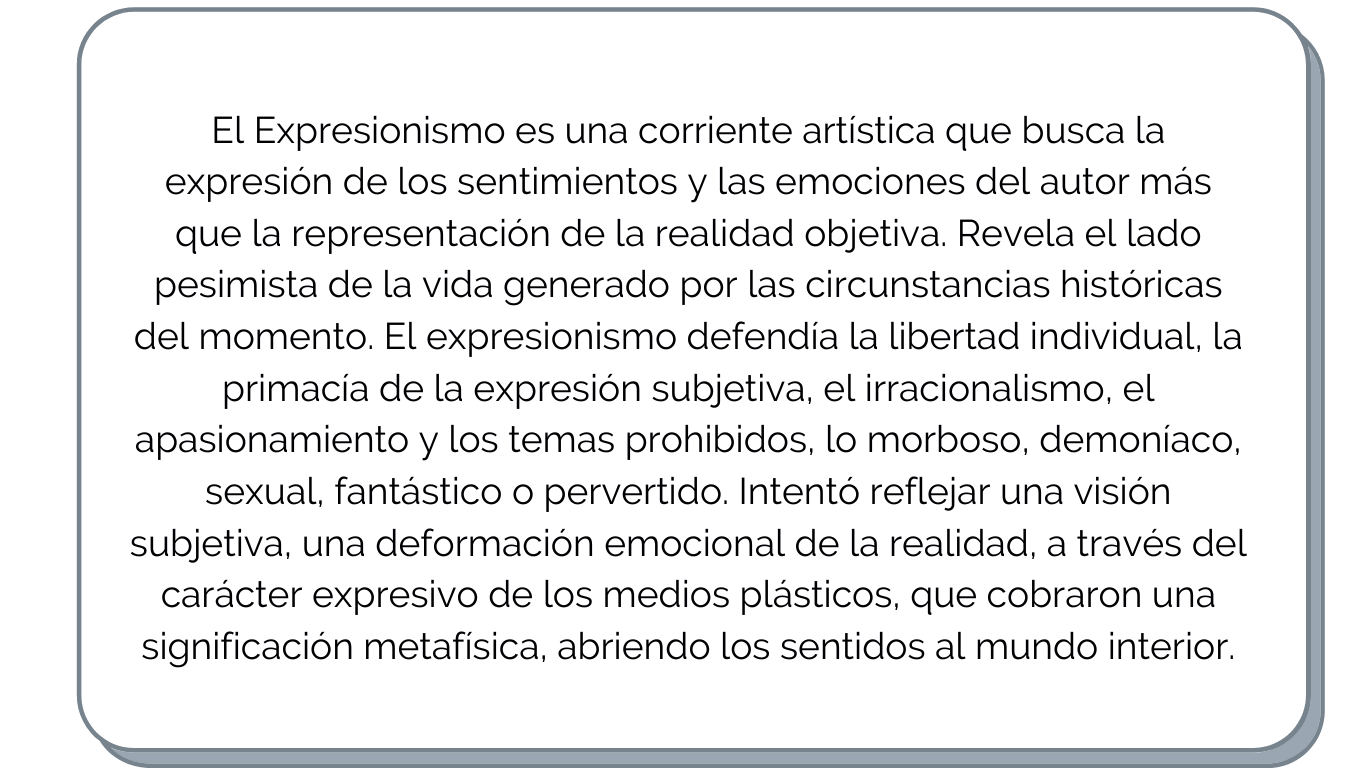 El Expresionismo es una corriente artística que busca la
expresión de los sentimientos y las emociones del autor más
que la representación de la realidad objetiva. Revela el lado
pesimista de la vida generado por las circunstancias históricas
del momento. El expresionismo defendía la libertad individual, la
primacía de la expresión subjetiva, el irracionalismo, el
apasionamiento y los temas prohibidos, lo morboso, demoníaco,
sexual, fantástico o pervertido. Intentó reflejar una visión
subjetiva, una deformación emocional de la realidad, a través del
carácter expresivo de los medios plásticos, que cobraron una
significación metafísica, abriendo los sentidos al mundo interior.